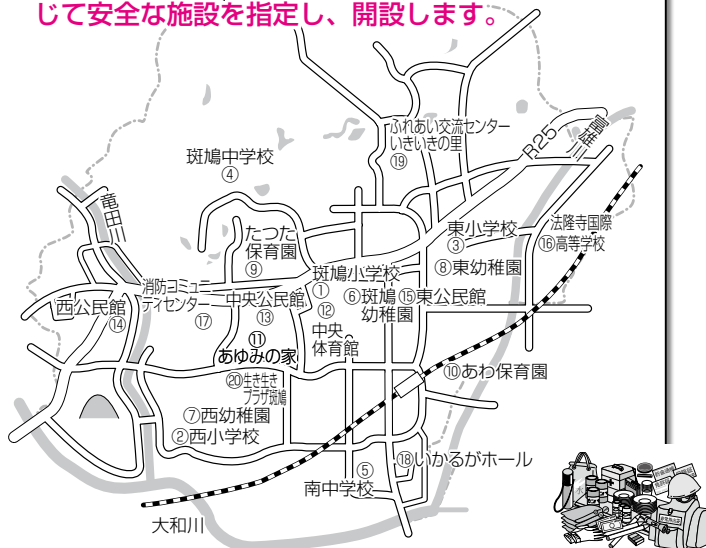 じて安全な施設を指定し、開設します。
ふれあい交流センター
いきいきの里
⑲
R25
富雄川
斑鳩中学校
④
竜田川
たつた
保育園
⑨
東小学校
③
法隆寺国際
⑯高等学校
⑧東幼稚園
消防コミュニ
ティセンター
⑰
西公民館
⑭
中央公民館
⑬
斑鳩小学校
①
⑫
中央
体育館
⑥斑鳩
幼稚園
⑮東公民館
⑪
あゆみの家
⑳生き生き
プラザ斑鳩
⑩あわ保育園
⑦西幼稚園
②西小学校
⑤
南中学校
⑱いかるがホール
大和川